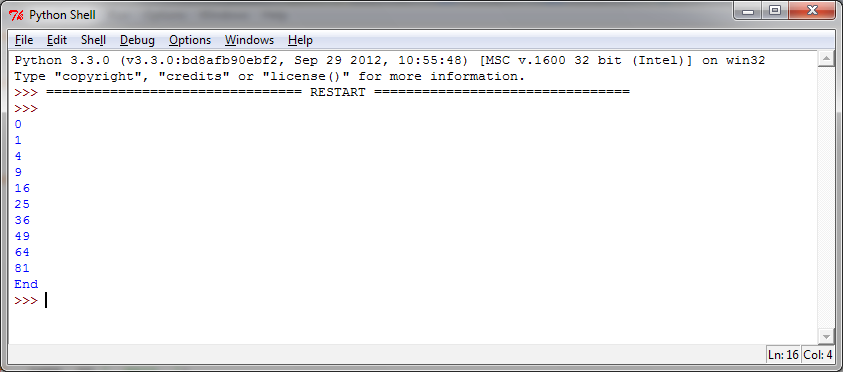 Python Shell
File Edit Shell Debug Options Windows Help
Python 3.3.0 (v3.3.0:bd8afb90ebf2, Sep 29 2012, 10:55:48) [MSC v.1600 32 bit (Intel)] on win32
Type "copyright", "credits" or "license()" for more information.
>>> ================================ RESTART ================================
>>>
0
1
4
9
16
25
36
49
64
81
End
>>>
Ln: 16 Col: 4